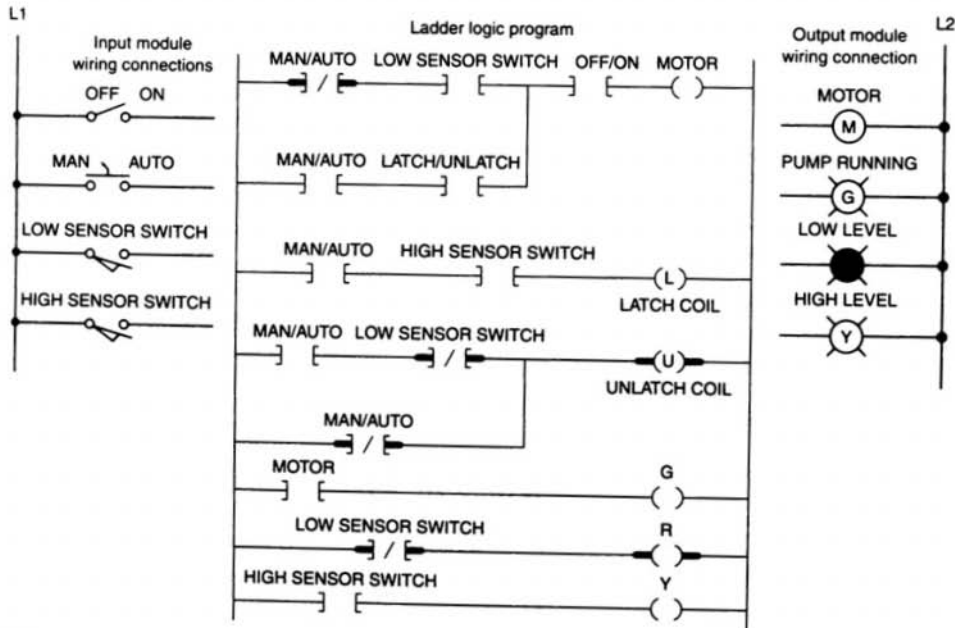 L1
Input module
wiring connections
OFF ON
MAN AUTO
LOW SENSOR SWITCH
HIGH SENSOR SWITCH
Ladder logic program
MAN/AUTO LOW SENSOR SWITCH OFF/ON MOTOR
MAN/AUTO LATCH/UNLATCH
MAN/AUTO HIGH SENSOR SWITCH
L
LATCH COIL
MAN/AUTO LOW SENSOR SWITCH
U
UNLATCH COIL
MAN/AUTO
MOTOR G
LOW SENSOR SWITCH R
HIGH SENSOR SWITCH Y
L2
Output module
wiring connection
MOTOR
M
PUMP RUNNING
G
LOW LEVEL
HIGH LEVEL
Y